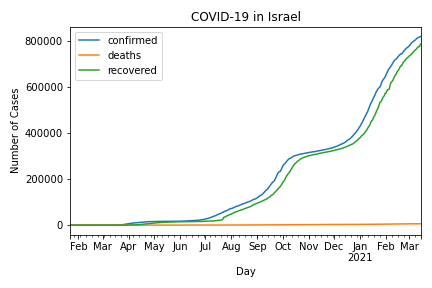 COVID-19 in Israel
confirmed
deaths
recovered
Number of Cases
800000
600000
400000
200000
0
Feb Mar Apr May Jun Jul Aug Sep Oct Nov Dec Jan Feb Mar
2021
Day